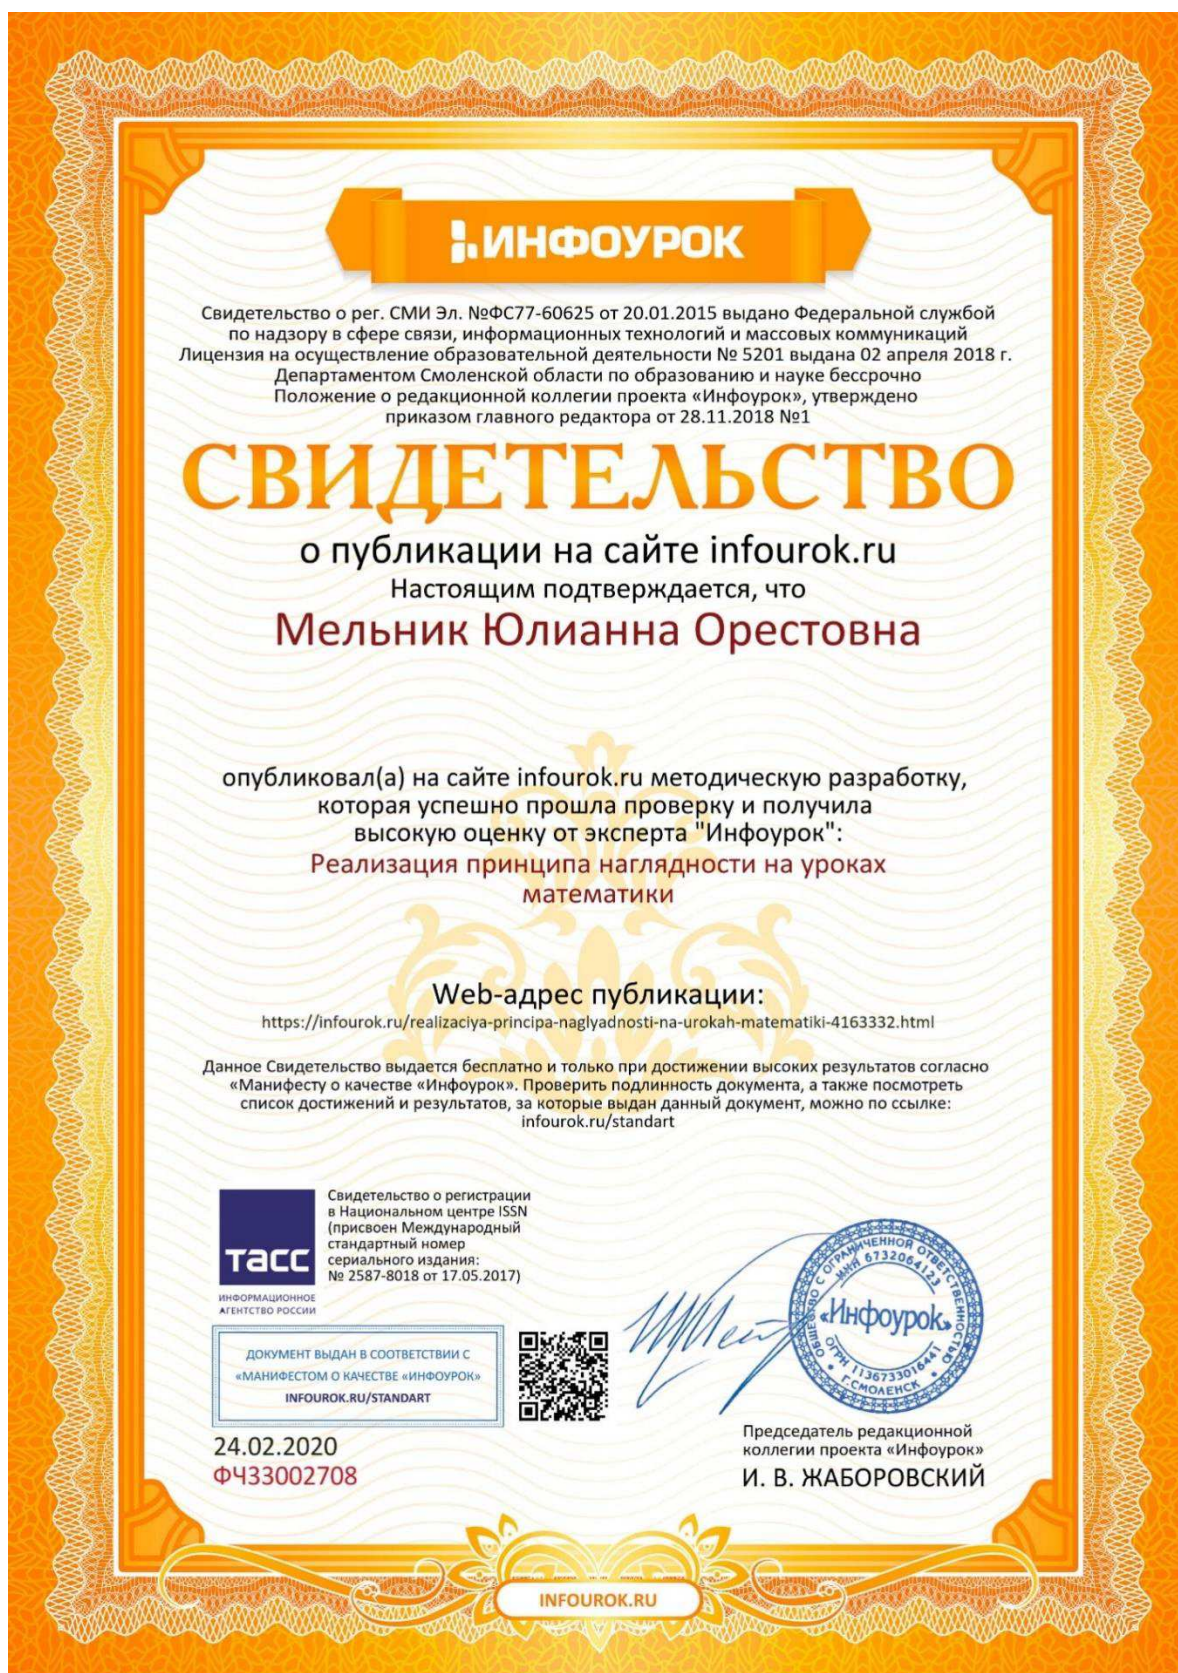 ИНФОУРОК
Свидетельство о рег. СМИ Эл. №ФС77-60625 от 20.01.2015 выдано Федеральной службой
по надзору в сфере связи, информационных технологий и массовых коммуникаций
Лицензия на осуществление образовательной деятельности № 5201 выдана 02 апреля 2018 г.
Департаментом Смоленской области по образованию и науке бессрочно
Положение о редакционной коллегии проекта «Инфоурок», утверждено
приказом главного редактора от 28.11.2018 №1
СВИДЕТЕЛЬСТВО
о публикации на сайте infourok.ru
Настоящим подтверждается, что
Мельник Юлианна Орестовна
опубликовал(а) на сайте infourok.ru методическую разработку,
которая успешно прошла проверку и получила
высокую оценку от эксперта "Инфоурок":
Реализация принципа наглядности на уроках
математики
Web-адрес публикации:
https://infourok.ru/realizaciya-principa-naglyadnosti-na-urokah-matematiki-4163332.html
Данное Свидетельство выдается бесплатно и только при достижении высоких результатов согласно
«Манифесту о качестве «Инфоурок». Проверить подлинность документа, а также посмотреть
список достижений и результатов, за которые выдан данный документ, можно по ссылке:
infourok.ru/standart
тасс
ИНФОРМАЦИОННОЕ
АГЕНТСТВО РОССИИ
Свидетельство о регистрации
в Национальном центре ISSN
(присвоен Международный
стандартный номер
сериального издания:
№ 2587-8018 от 17.05.2017)
ДОКУМЕНТ ВЫДАН В СООТВЕТСТВИИ С
«МАНИФЕСТОМ О КАЧЕСТВЕ «ИНФОУРОК»
INFOUROK.RU/STANDART
24.02.2020
ФЧ33002708
ОБЩЕСТВО С ОГРАНИЧЕННОЙ ОТВЕТСТВЕННОСТЬЮ
ИНН 6732064123
«Инфоурок»
ОГРН 1136733016441
г.СМОЛЕНСК
Председатель редакционной
коллегии проекта «Инфоурок»
И. В. ЖАБОРОВСКИЙ
INFOUROK.RU